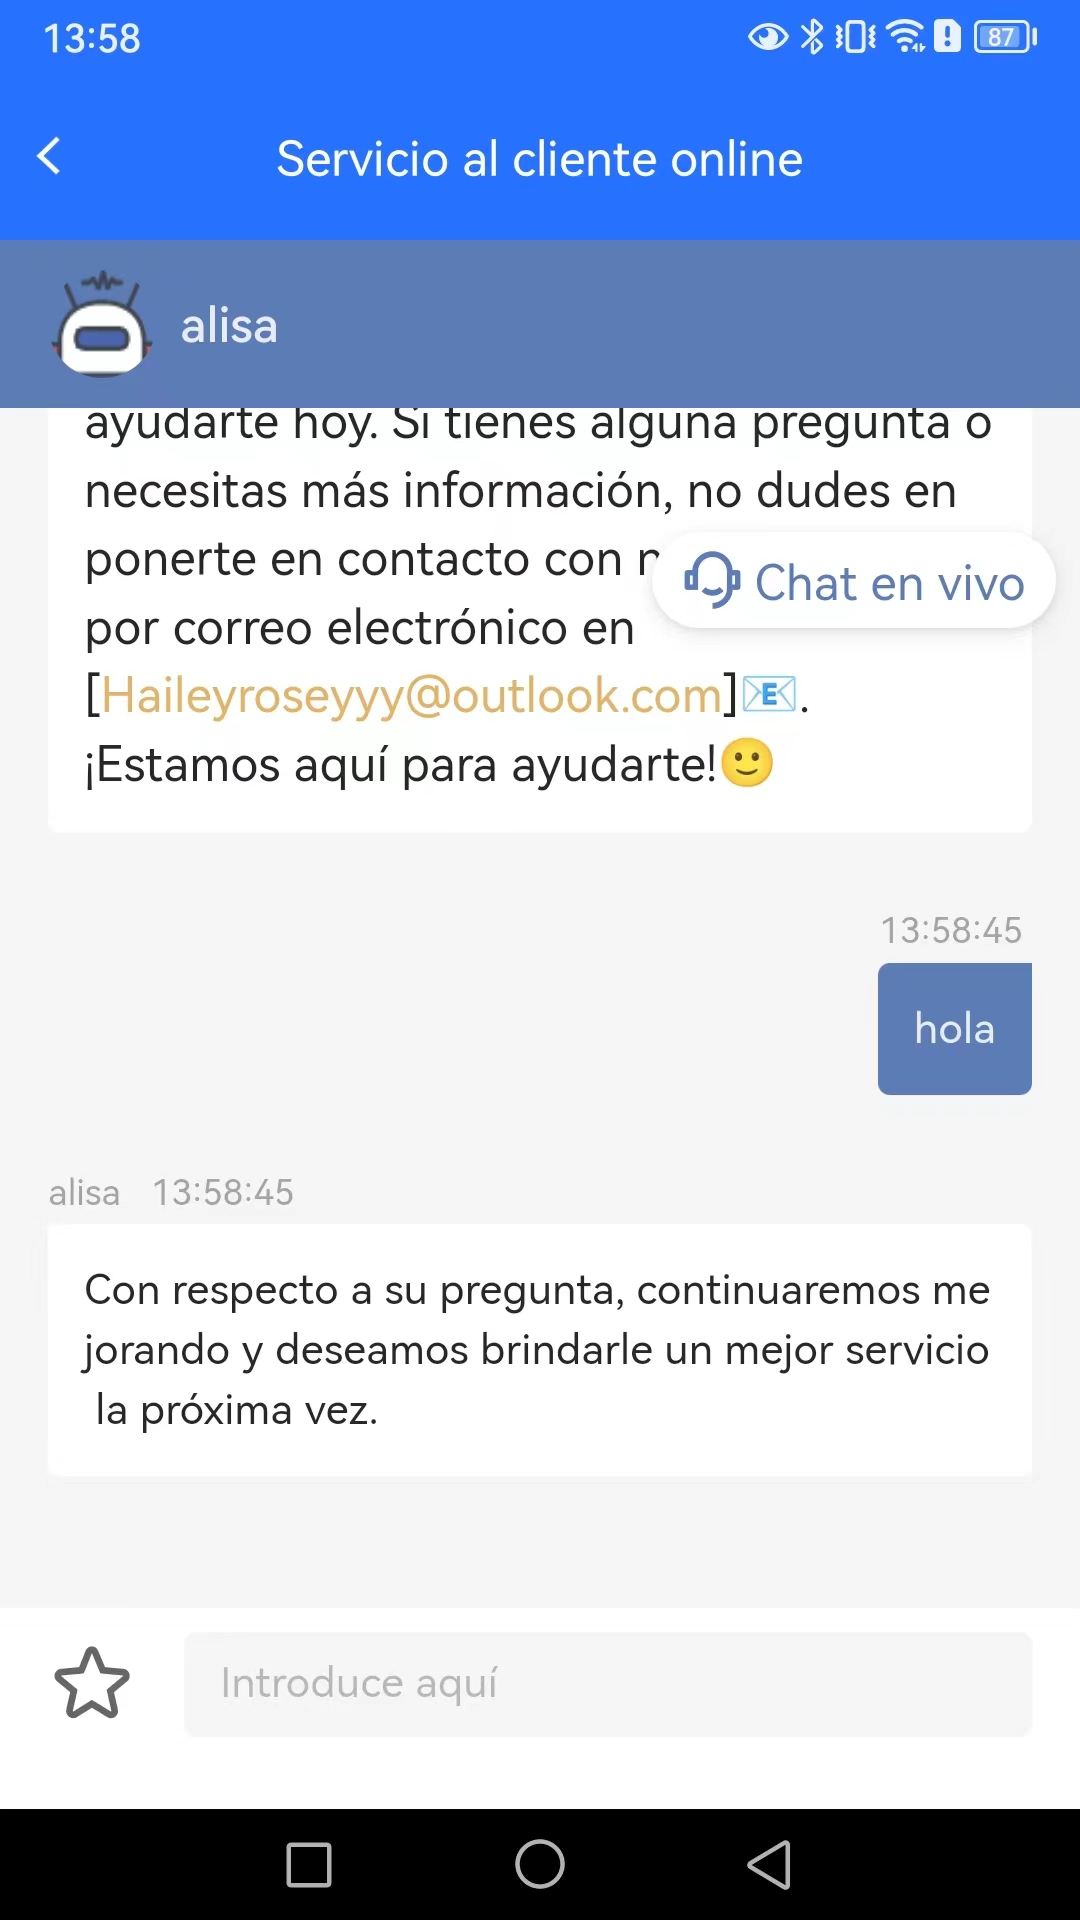 13:58
87
Servicio al cliente online
alisa
ayudarte hoy. Si tienes alguna pregunta o
necesitas más información, no dudes en
ponerte en contacto con
Chat en vivo
por correo electrónico en
[Haileyroseyyy@outlook.com]📧.
¡Estamos aquí para ayudarte!🙂
13:58:45
hola
alisa 13:58:45
Con respecto a su pregunta, continuaremos me
jorando y deseamos brindarle un mejor servicio
la próxima vez.
Introduce aquí